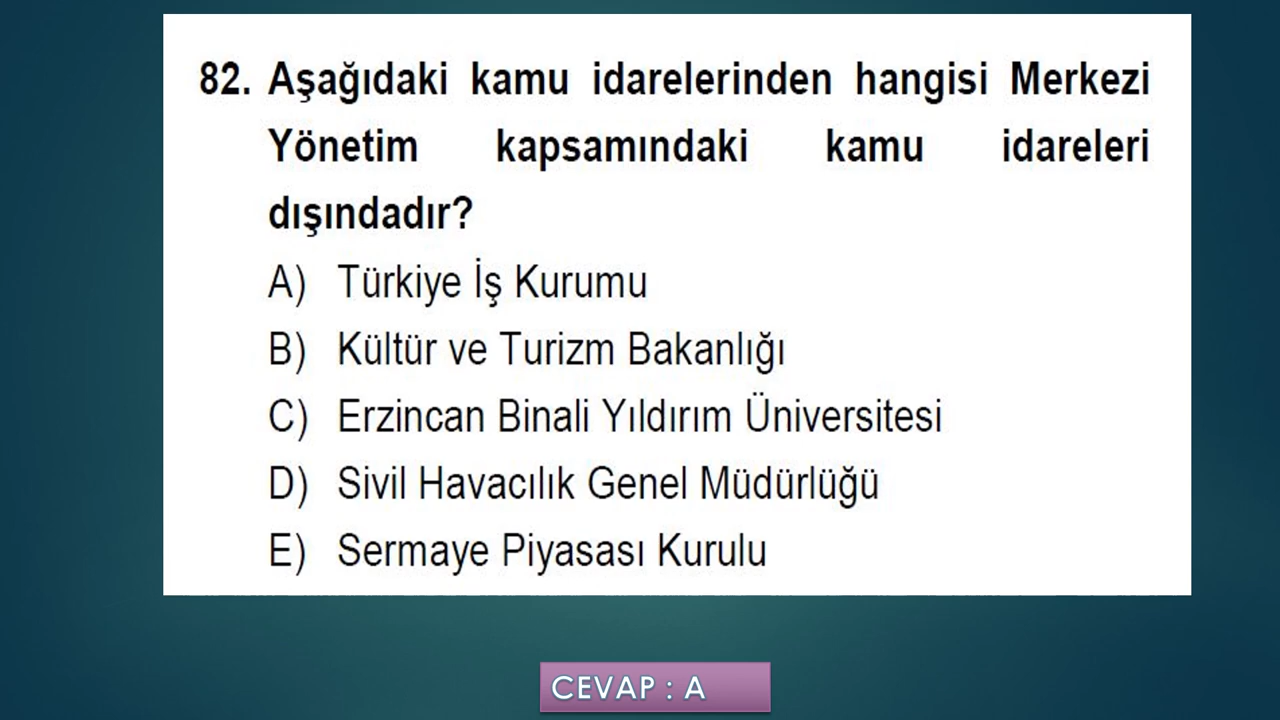 82. Aşağıdaki kamu idarelerinden hangisi Merkezi
Yönetim kapsamındaki kamu idareleri
dışındadır?
A) Türkiye İş Kurumu
B) Kültür ve Turizm Bakanlığı
C) Erzincan Binali Yıldırım Üniversitesi
D) Sivil Havacılık Genel Müdürlüğü
E) Sermaye Piyasası Kurulu
CEVAP : A